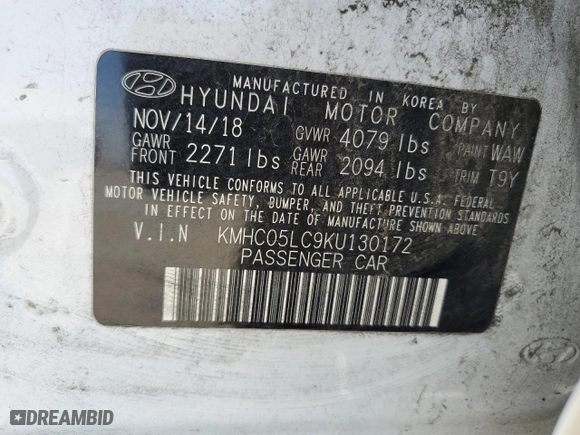 MANUFACTURED IN KOREA BY
HYUNDAI MOTOR COMPANY
NOV/14/18 GVWR 4079 lbs PAINT WAW
GAWR FRONT 2271 lbs GAWR REAR 2094 lbs TRIM T9Y
THIS VEHICLE CONFORMS TO ALL APPLICABLE U.S.A. FEDERAL
MOTOR VEHICLE SAFETY, BUMPER, AND THEFT PREVENTION STANDARDS
IN EFFECT ON THE DATE OF MANUFACTURE SHOWN ABOVE.
V.I.N KMHC05LC9KU130172
PASSENGER CAR
DREAMBID